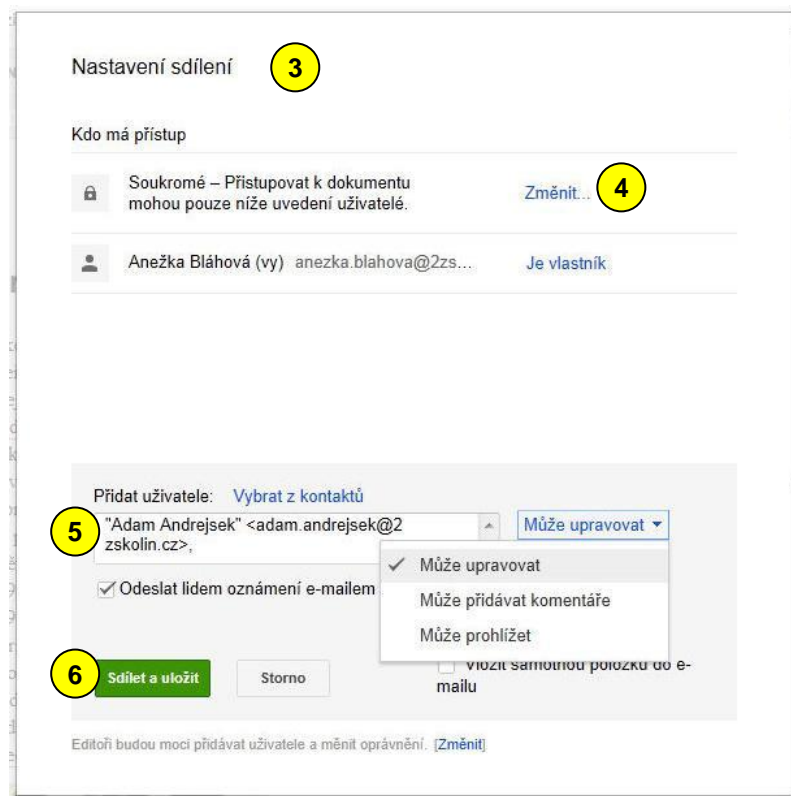 Nastavení sdílení 3
Kdo má přístup
Soukromé – Přistupovat k dokumentu
mohou pouze níže uvedení uživatelé.
Změnit... 4
Anežka Bláhová (vy) anezka.blahova@2zs... Je vlastník
Přidat uživatele: Vybrat z kontaktů
5 "Adam Andrejsek" <adam.andrejsek@2
zskolin.cz>,
Může upravovat
Může upravovat
Může přidávat komentáře
Může prohlížet
Odeslat lidem oznámení e-mailem
6 Sdílet a uložit Storno
Vložit samotnou položku do e-
mailu
Editoři budou moci přidávat uživatele a měnit oprávnění. [Změnit]